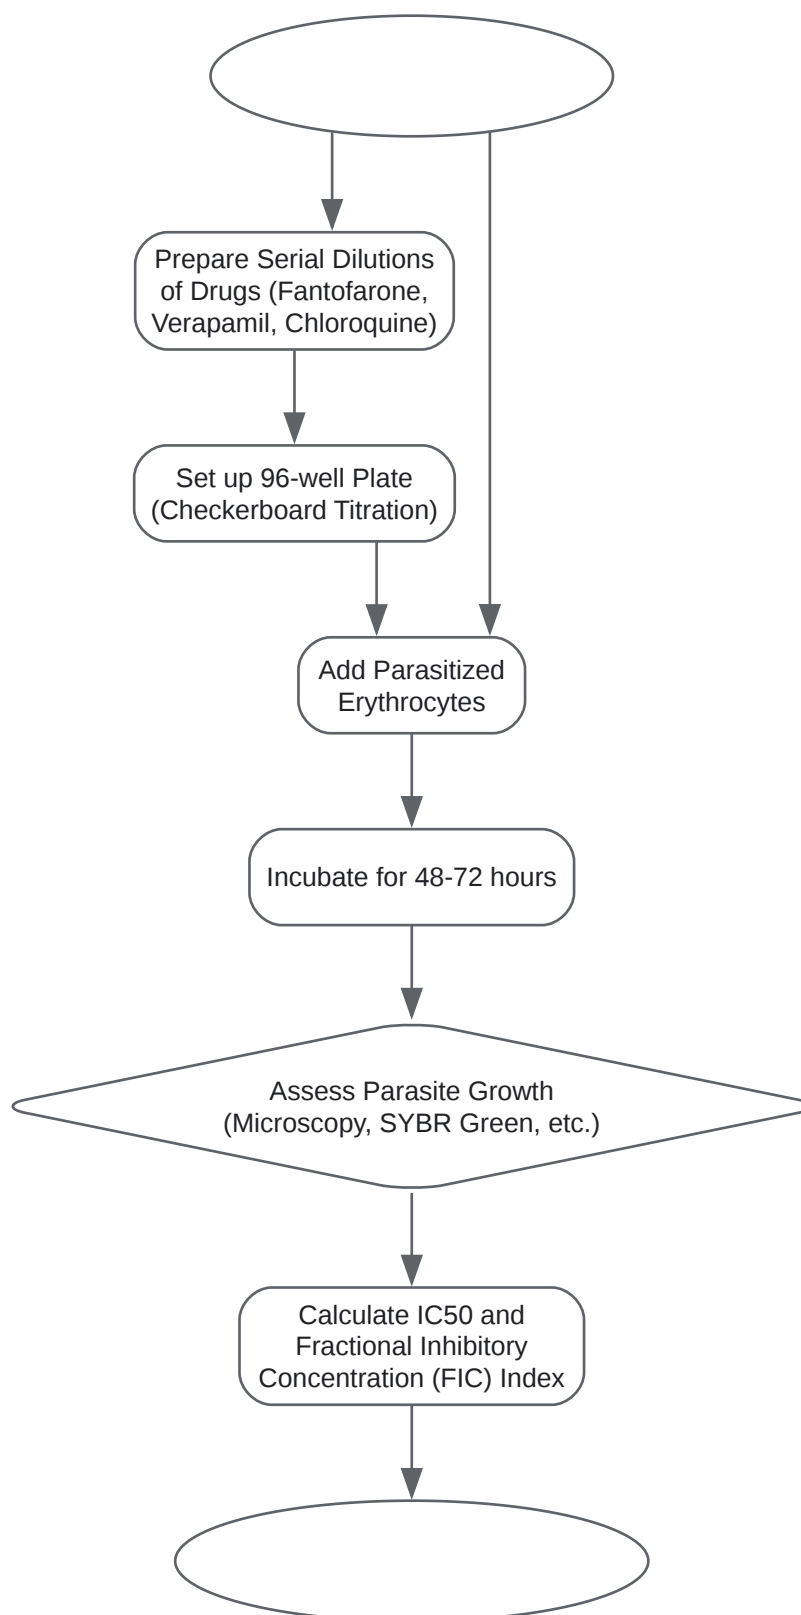 Prepare Serial Dilutions
of Drugs (Fantofarone,
Verapamil, Chloroquine)
Set up 96-well Plate
(Checkerboard Titration)
Add Parasitized
Erythrocytes
Incubate for 48-72 hours
Assess Parasite Growth
(Microscopy, SYBR Green, etc.)
Calculate IC50 and
Fractional Inhibitory
Concentration (FIC) Index